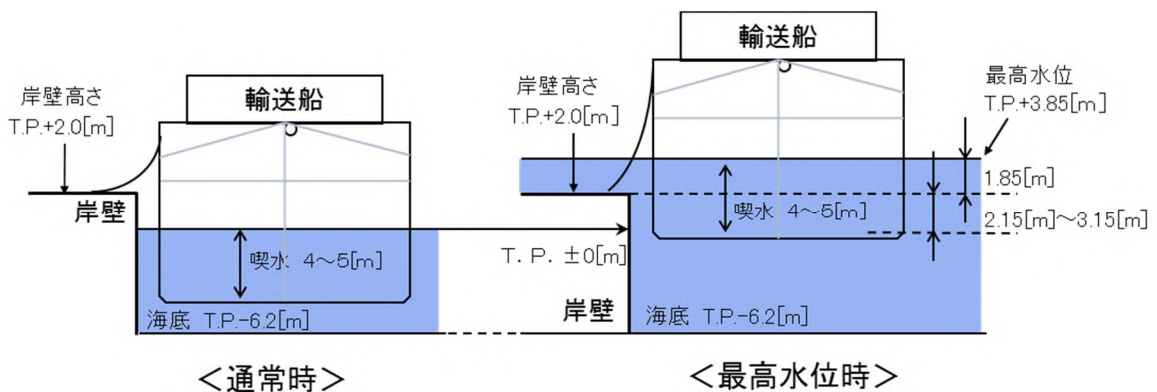 輸送船
岸壁高さ
T.P.+2.0[m]
岸壁
喫水 4～5[m]
海底 T.P.-6.2[m]
＜通常時＞
T. P. ±0[m]
輸送船
岸壁高さ
T.P.+2.0[m]
最高水位
T.P.+3.85[m]
1.85[m]
喫水 4～5[m]
2.15[m]～3.15[m]
岸壁
海底 T.P.-6.2[m]
＜最高水位時＞